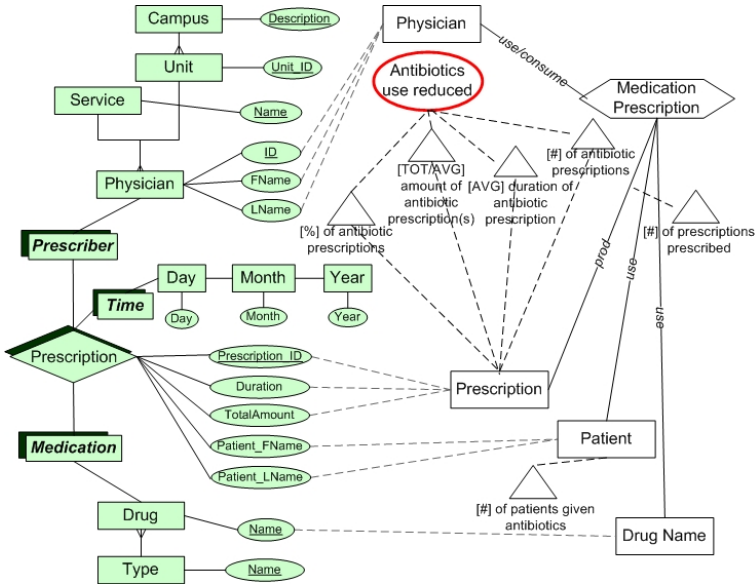 Campus
Description
Physician
use/consume
Antibiotics
use reduced
Unit
Unit_ID
Medication
Prescription
Service
Name
ID
Physician
FName
LName
[TOT/AVG]
amount of
antibiotic
prescription(s)
[AVG] duration of
antibiotic
prescription
[#] of antibiotic
prescriptions
[%] of antibiotic
prescriptions
[#] of prescriptions
prescribed
Prescriber
prod
use
use
Day
Month
Year
Time
Day
Month
Year
Prescription
Prescription_ID
Duration
TotalAmount
Patient_FName
Patient_LName
Prescription
Medication
Patient
[#] of patients given
antibiotics
Drug
Name
Drug Name
Type
Name